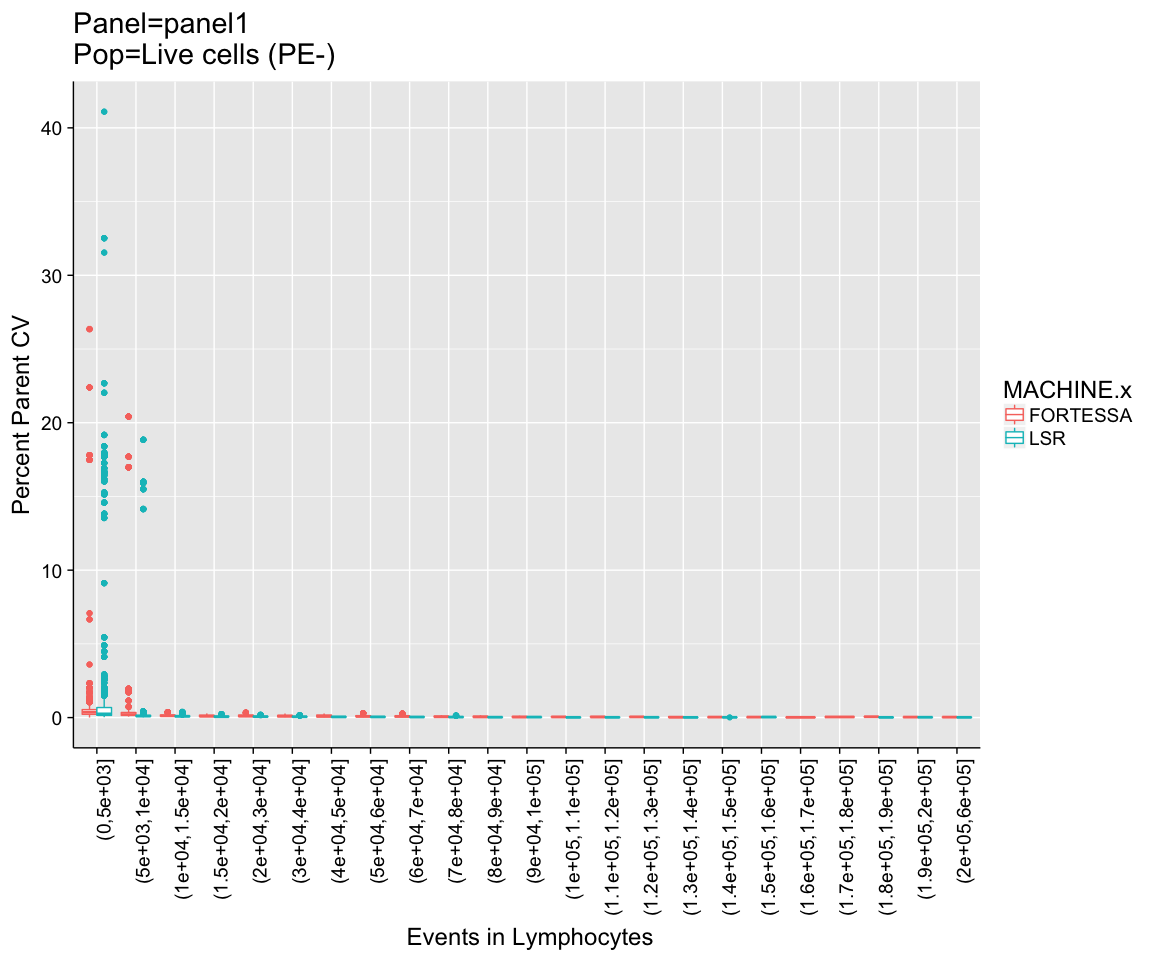 Panel=panel1
Pop=Live cells (PE-)
Percent Parent CV
40
30
20
10
0
(0,5e+03]
(5e+03,1e+04]
(1e+04,1.5e+04]
(1.5e+04,2e+04]
(2e+04,3e+04]
(3e+04,4e+04]
(4e+04,5e+04]
(5e+04,6e+04]
(6e+04,7e+04]
(7e+04,8e+04]
(8e+04,9e+04]
(9e+04,1e+05]
(1e+05,1.1e+05]
(1.1e+05,1.2e+05]
(1.2e+05,1.3e+05]
(1.3e+05,1.4e+05]
(1.4e+05,1.5e+05]
(1.5e+05,1.6e+05]
(1.6e+05,1.7e+05]
(1.7e+05,1.8e+05]
(1.8e+05,1.9e+05]
(1.9e+05,2e+05]
(2e+05,6e+05]
Events in Lymphocytes
MACHINE.x
FORTESSA
LSR